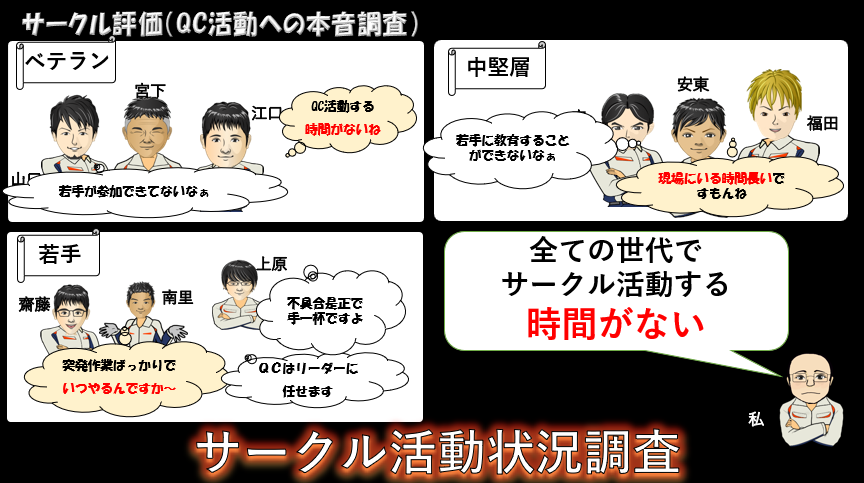 サークル評価(QC活動への本音調査)
ベテラン
宮下
江口
QC活動する
時間がないね
若手が参加できてないなぁ
中堅層
安東
福田
若手に教育すること
ができないなぁ
現場にいる時間長いで
すもんね
若手
齋藤
南里
上原
不具合是正で
手一杯ですよ
突発作業ばっかりで
いつやるんですか~
QCはリーダーに
任せます
全ての世代で
サークル活動する
時間がない
私
サークル活動状況調査